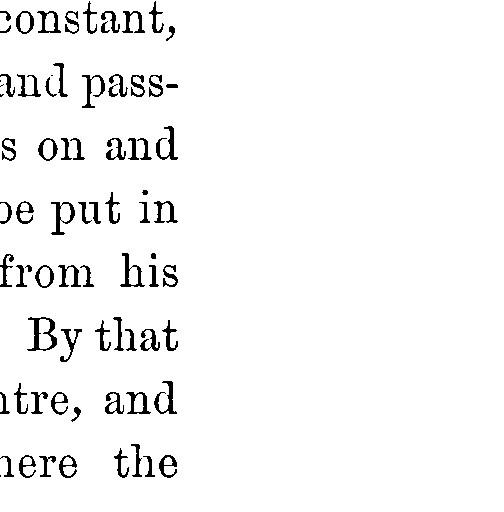 constant,
and pass-
s on and
be put in
from his
By that
ntre, and
here the